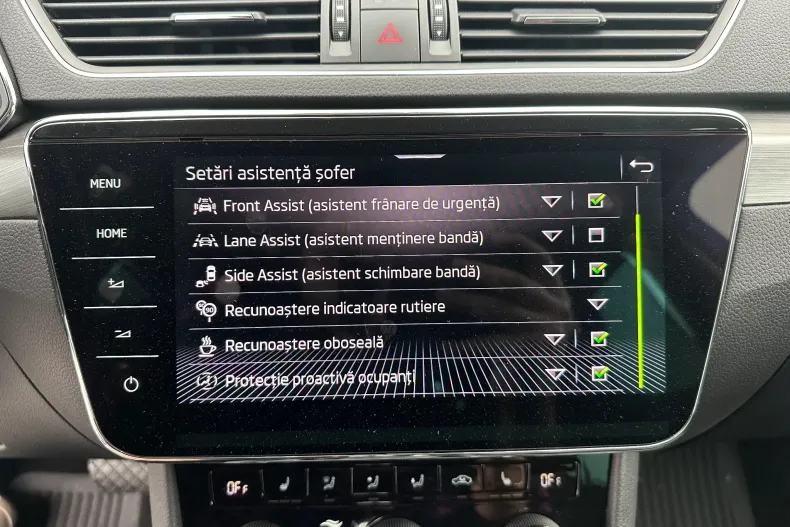 Setări asistență șofer
MENU
Front Assist (asistent frânare de urgență)
HOME
Lane Assist (asistent menținere bandă)
Side Assist (asistent schimbare bandă)
90
Recunoaștere indicatoare rutiere
Recunoaștere oboseală
Protecție proactivă ocupanți
OFF
OFF